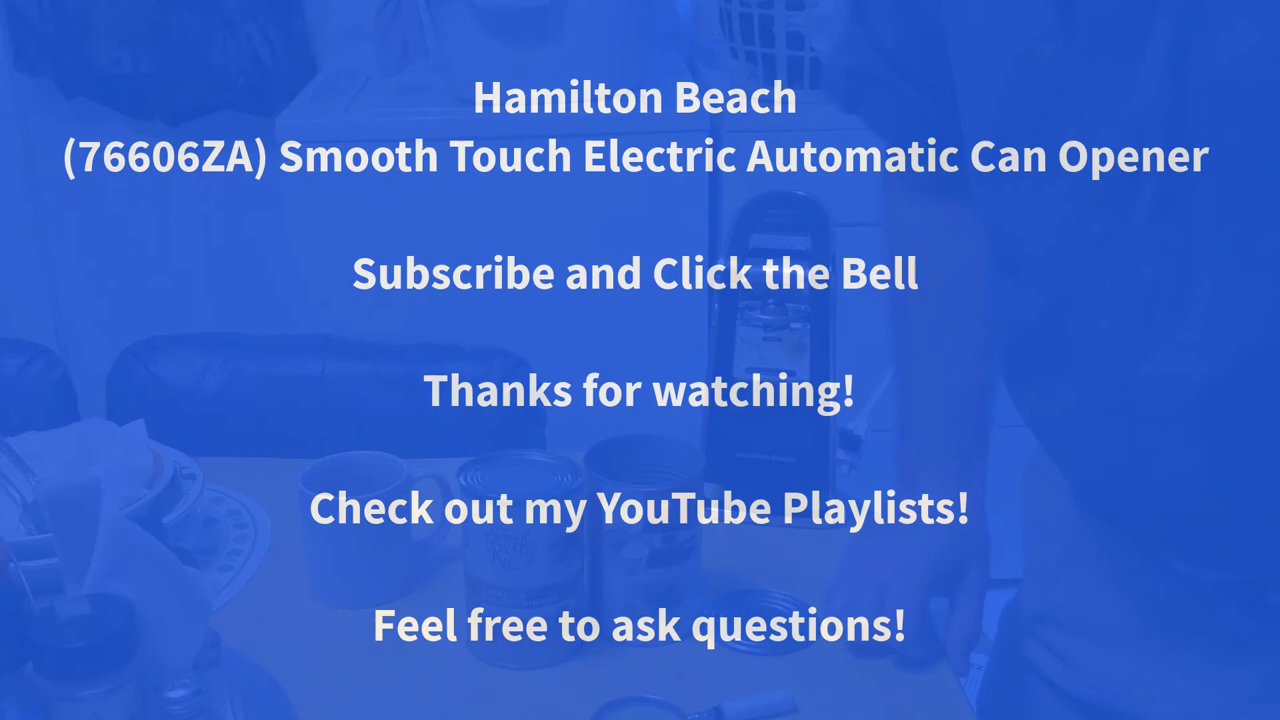 Hamilton Beach
(76606ZA) Smooth Touch Electric Automatic Can Opener
Subscribe and Click the Bell
Thanks for watching!
Check out my YouTube Playlists!
Feel free to ask questions!